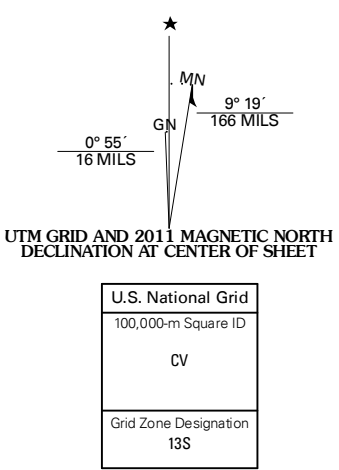 MN
GN
9° 19´
166 MILS
0° 55´
16 MILS
UTM GRID AND 2011 MAGNETIC NORTH
DECLINATION AT CENTER OF SHEET
U.S. National Grid
100,000-m Square ID
CV
Grid Zone Designation
13S